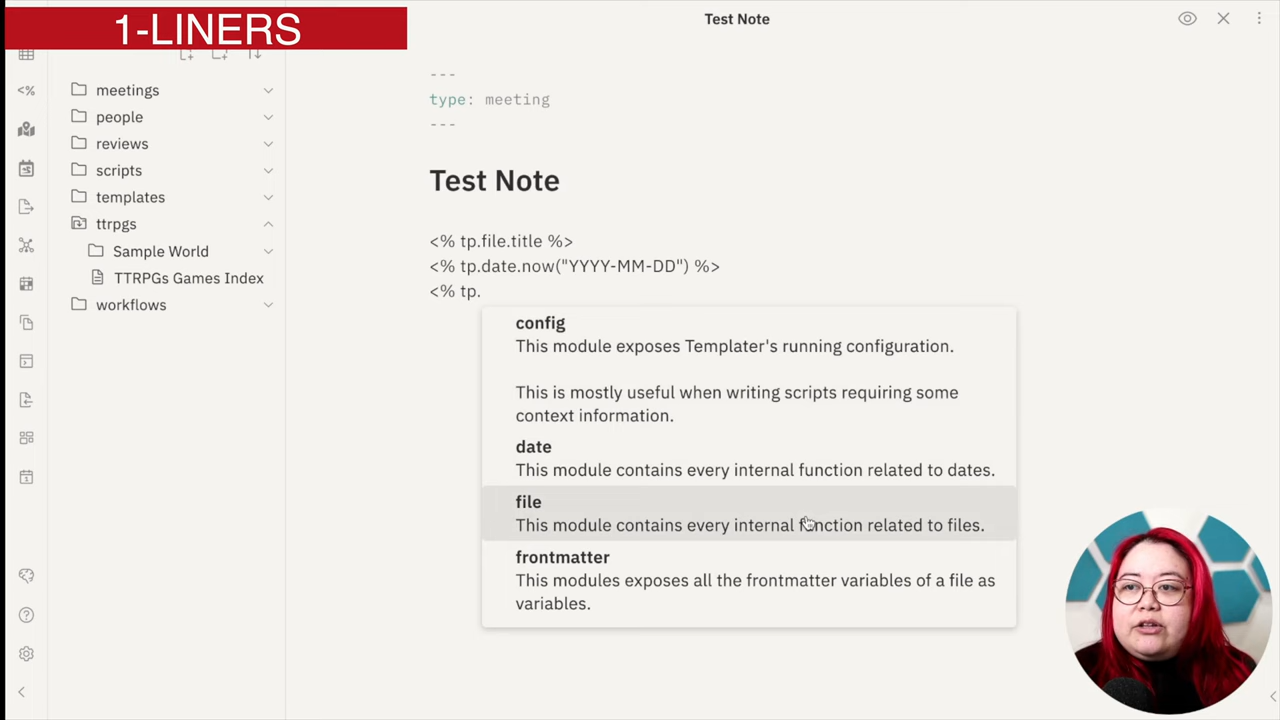 1-LINERS
Test Note
<%
meetings
people
reviews
scripts
templates
ttrpgs
Sample World
TTRPGs Games Index
workflows
---
type: meeting
---
Test Note
<% tp.file.title %>
<% tp.date.now("YYYY-MM-DD") %>
<% tp.
config
This module exposes Templater's running configuration.
This is mostly useful when writing scripts requiring some
context information.
date
This module contains every internal function related to dates.
file
This module contains every internal function related to files.
frontmatter
This modules exposes all the frontmatter variables of a file as
variables.